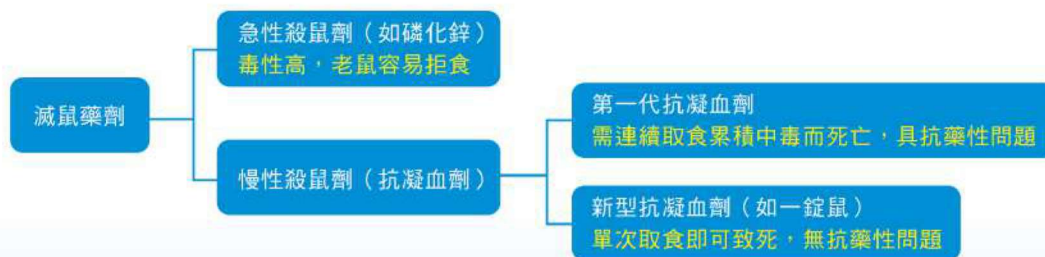 滅鼠藥劑
急性殺鼠劑（如磷化鋅）
毒性高，老鼠容易拒食
慢性殺鼠劑（抗凝血劑）
第一代抗凝血劑
需連續取食累積中毒而死亡，具抗藥性問題
新型抗凝血劑（如一錠鼠）
單次取食即可致死，無抗藥性問題